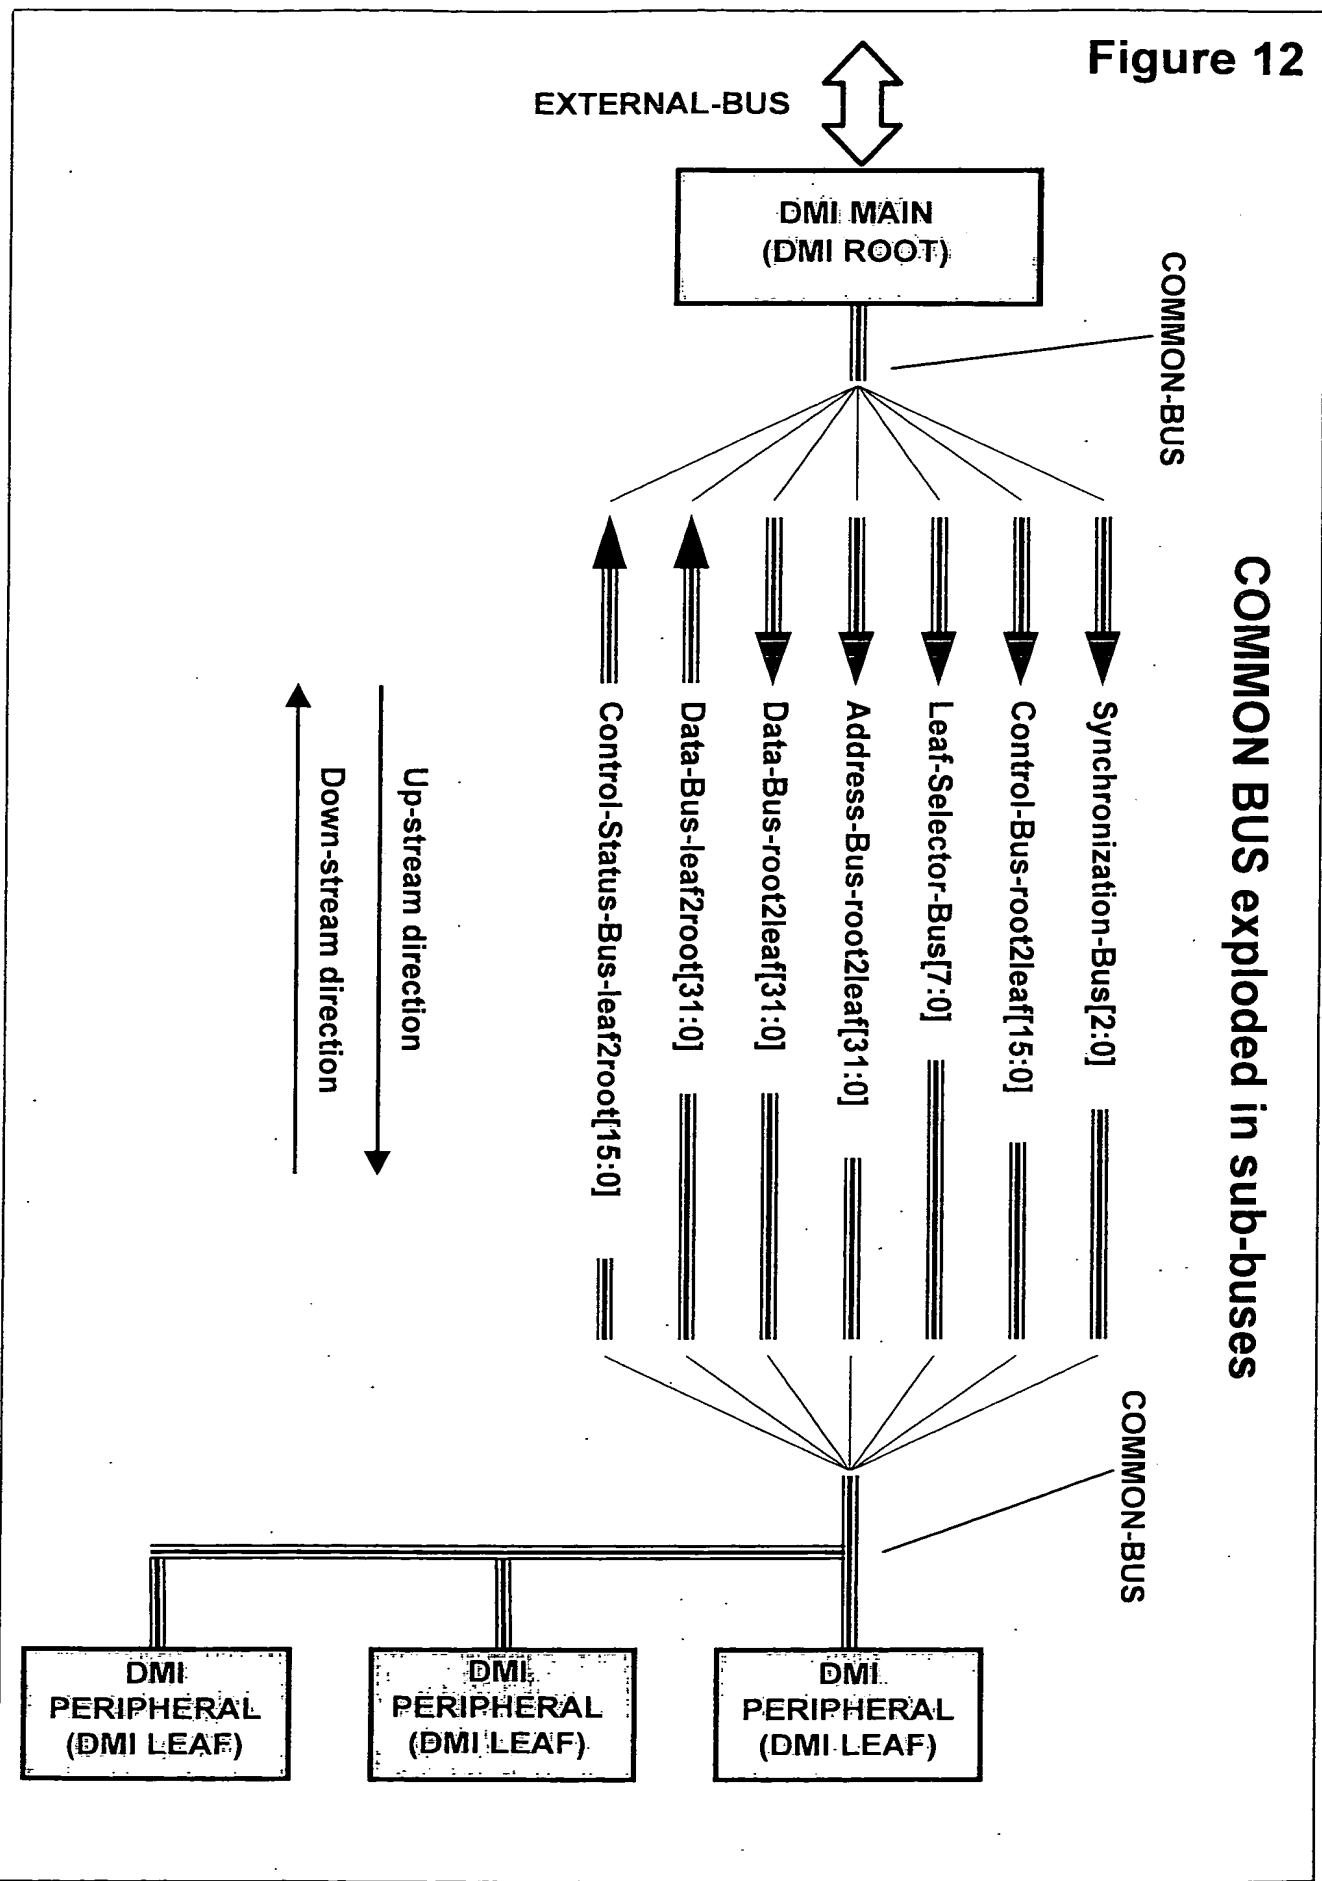 Figure 12
EXTERNAL-BUS
DMI MAIN
(DMI ROOT)
COMMON-BUS
COMMON BUS exploded in sub-buses
Synchronization-Bus[2:0]
Control-Bus-root2leaf[15:0]
Leaf-Selector-Bus[7:0]
Address-Bus-root2leaf[31:0]
Data-Bus-root2leaf[31:0]
Data-Bus-leaf2root[31:0]
Control-Status-Bus-leaf2root[15:0]
Up-stream direction
Down-stream direction
COMMON-BUS
DMI
PERIPHERAL
(DMI LEAF)
DMI
PERIPHERAL
(DMI LEAF)
DMI
PERIPHERAL
(DMI LEAF)